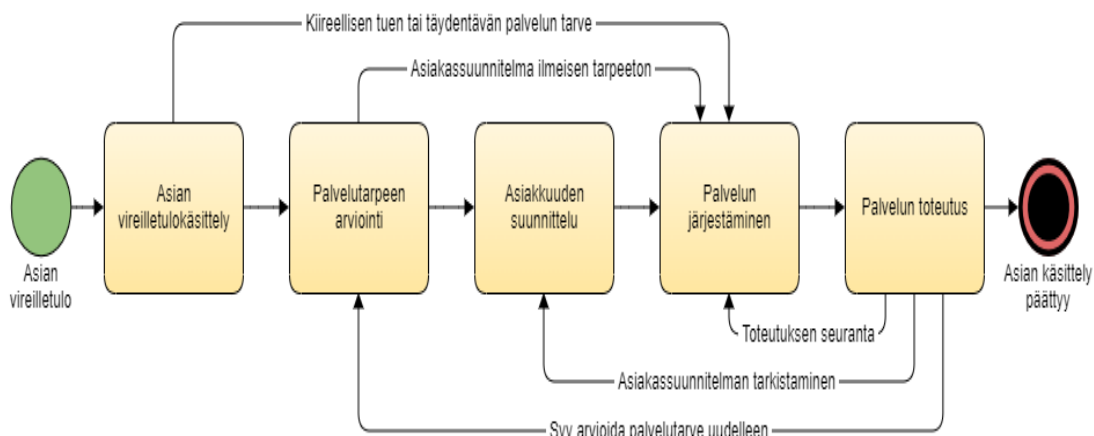 Kiireellisen tuen tai täydentävän palvelun tarve
Asiakassuunnitelma ilmeisen tarpeeton
Asian
vireilletulokäsittely
Palvelutarpeen
arviointi
Asiakkuuden
suunnittelu
Palvelun
järjestäminen
Palvelun toteutus
Asian
vireilletulo
Asian käsittely
päättyy
Toteutuksen seuranta
Asiakassuunnitelman tarkistaminen
Syy arvioida palvelutarve uudelleen